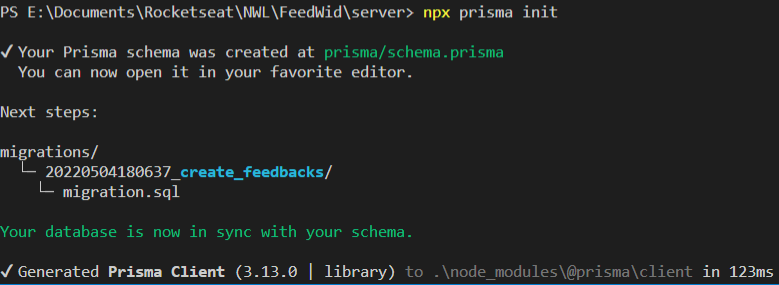 PS E:\Documents\Rocketseat\NWL\FeedWid\server> npx prisma init
✓ Your Prisma schema was created at prisma/schema.prisma
You can now open it in your favorite editor.
Next steps:
migrations/
└─ 20220504180637_create_feedbacks/
└─ migration.sql
Your database is now in sync with your schema.
✓ Generated Prisma Client (3.13.0 | library) to .\node_modules\@prisma\client in 123ms